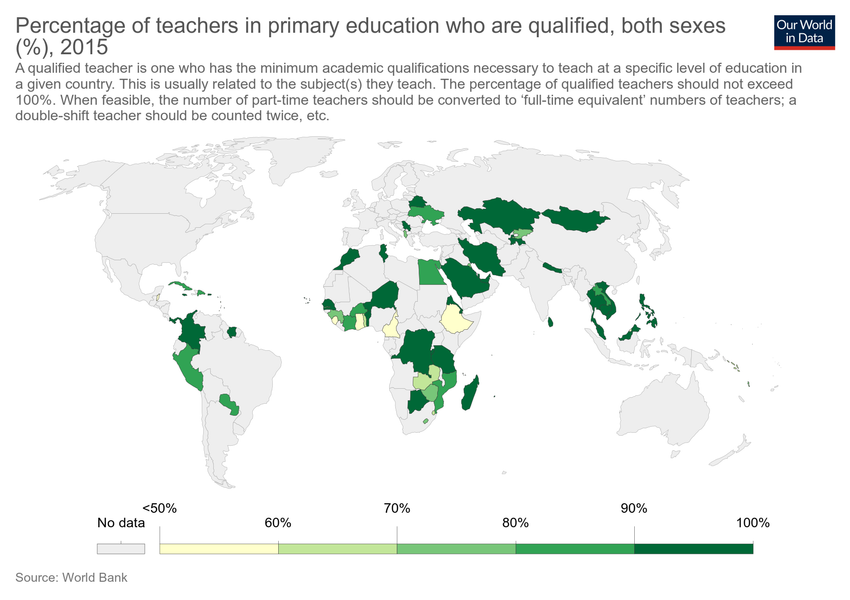 Percentage of teachers in primary education who are qualified, both sexes
(%), 2015
Our World
in Data
A qualified teacher is one who has the minimum academic qualifications necessary to teach at a specific level of education in
a given country. This is usually related to the subject(s) they teach. The percentage of qualified teachers should not exceed
100%. When feasible, the number of part-time teachers should be converted to ‘full-time equivalent’ numbers of teachers; a
double-shift teacher should be counted twice, etc.
<50% 70% 90%
No data 60% 80% 100%
Source: World Bank